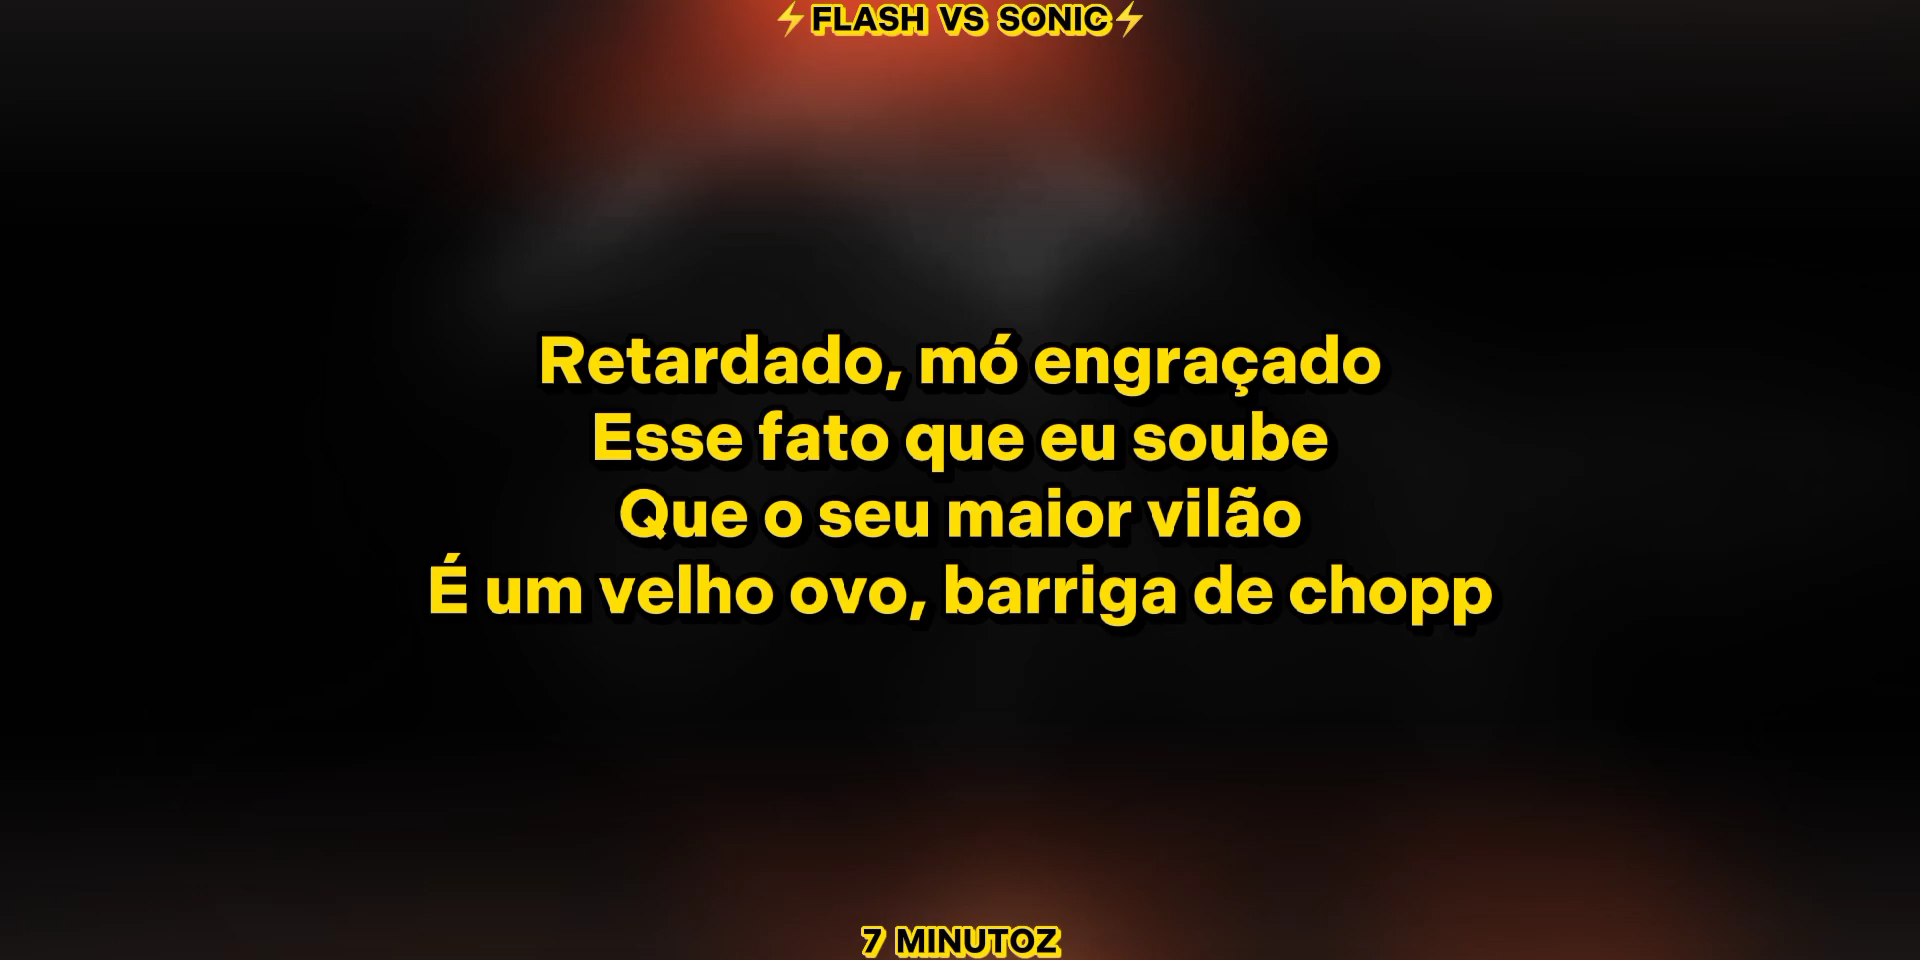 ⚡FLASH VS SONIC⚡
Retardado, mó engraçado
Esse fato que eu soube
Que o seu maior vilão
É um velho ovo, barriga de chopp
7 MINUTOZ